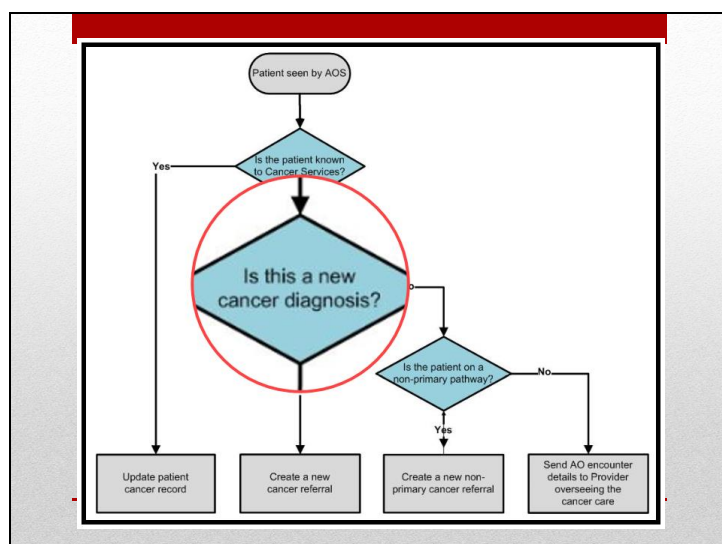 Patient seen by AOS
Is the patient known
to Cancer Services?
Yes
Is this a new
cancer diagnosis?
Is the patient on a
non-primary pathway?
No
Yes
Update patient
cancer record
Create a new
cancer referral
Create a new non-
primary cancer referral
Send AO encounter
details to Provider
overseeing the
cancer care